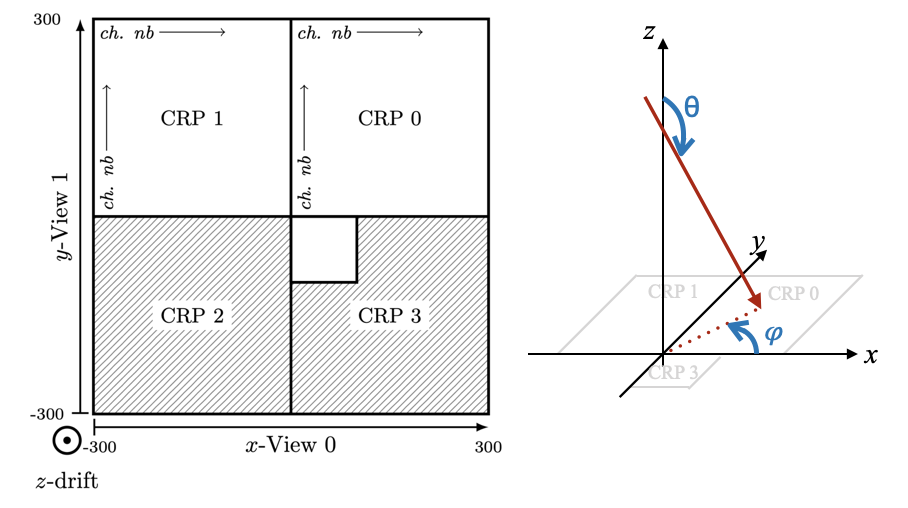 300
ch. nb
ch. nb
CRP 1
CRP 0
ch. nb
ch. nb
y-View 1
CRP 2
CRP 3
-300
-300
x-View 0
300
z-drift
z
θ
y
CRP 1
CRP 0
φ
x
CRP 3